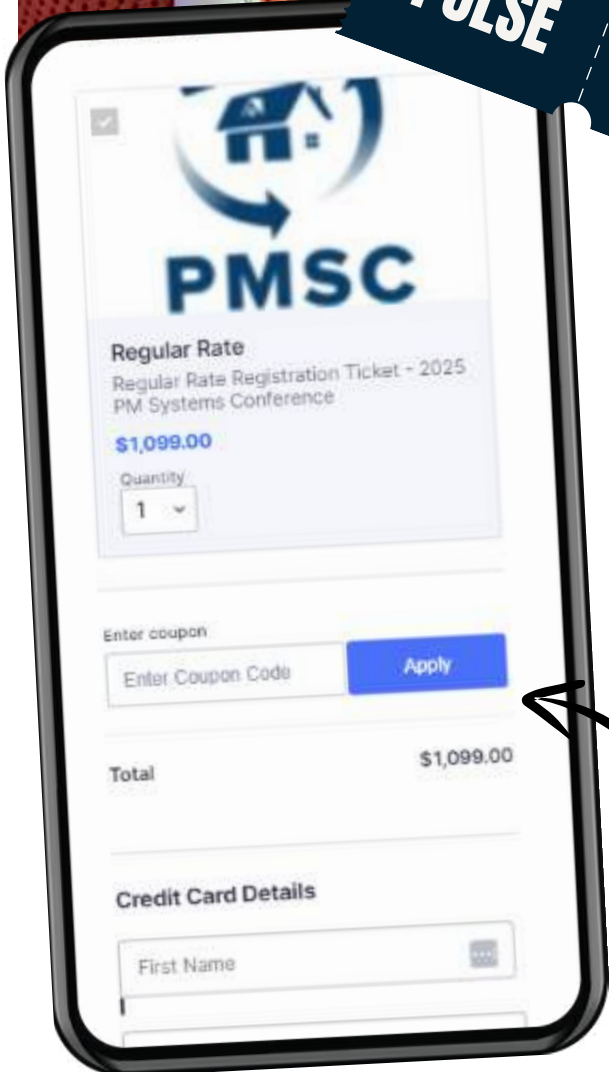 PULSE
PMSC
Regular Rate
Regular Rate Registration Ticket - 2025
PM Systems Conference
$1,099.00
Quantity
1
Enter coupon
Enter Coupon Code
Apply
Total
$1,099.00
Credit Card Details
First Name